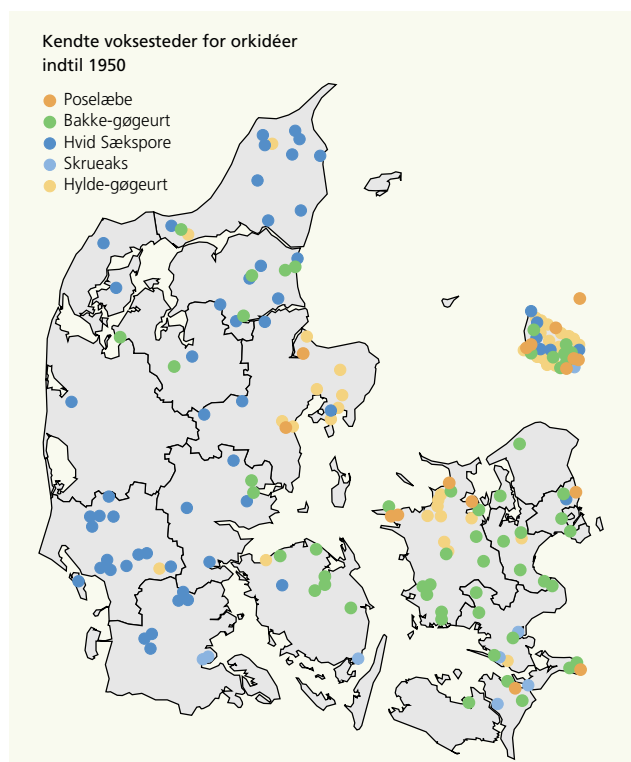 Kendte voksesteder for orkidéer
indtil 1950
Poselæbe
Bakke-gøgeurt
Hvid Sækspore
Skrueaks
Hylde-gøgeurt